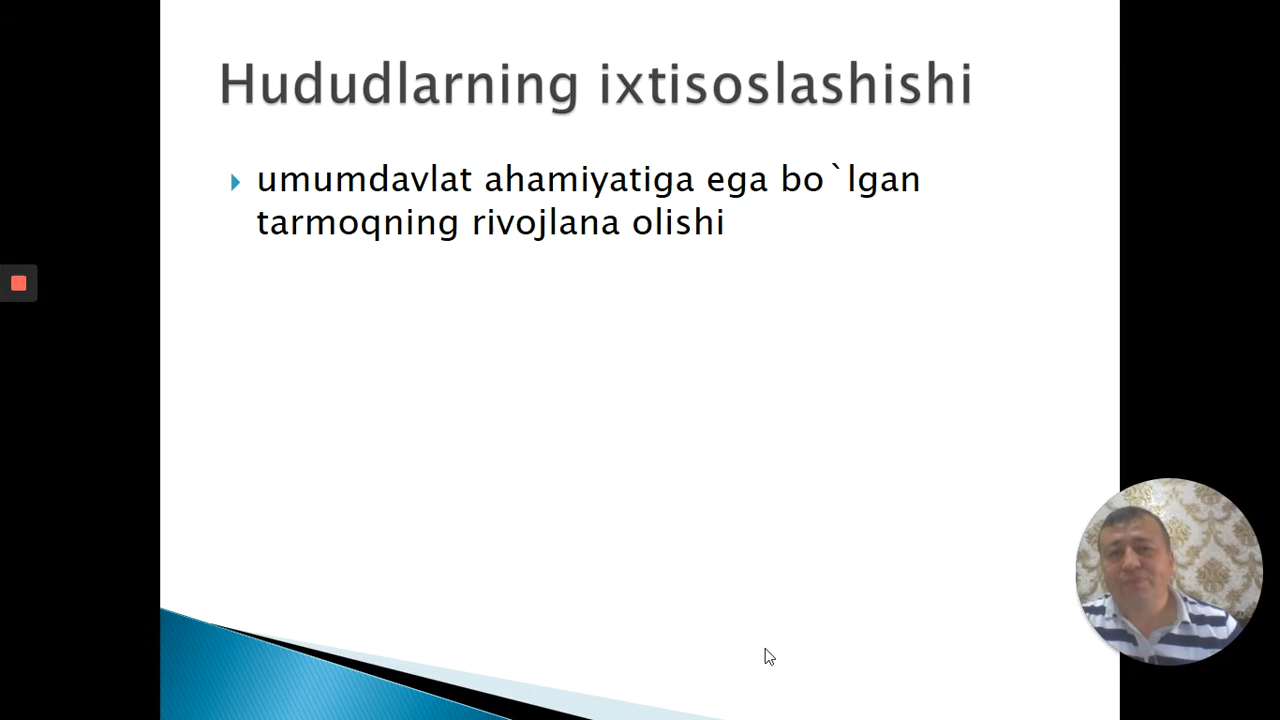 Hududlarning ixtisoslashishi
umumdavlat ahamiyatiga ega bo`lgan
tarmoqning rivojlana olishi